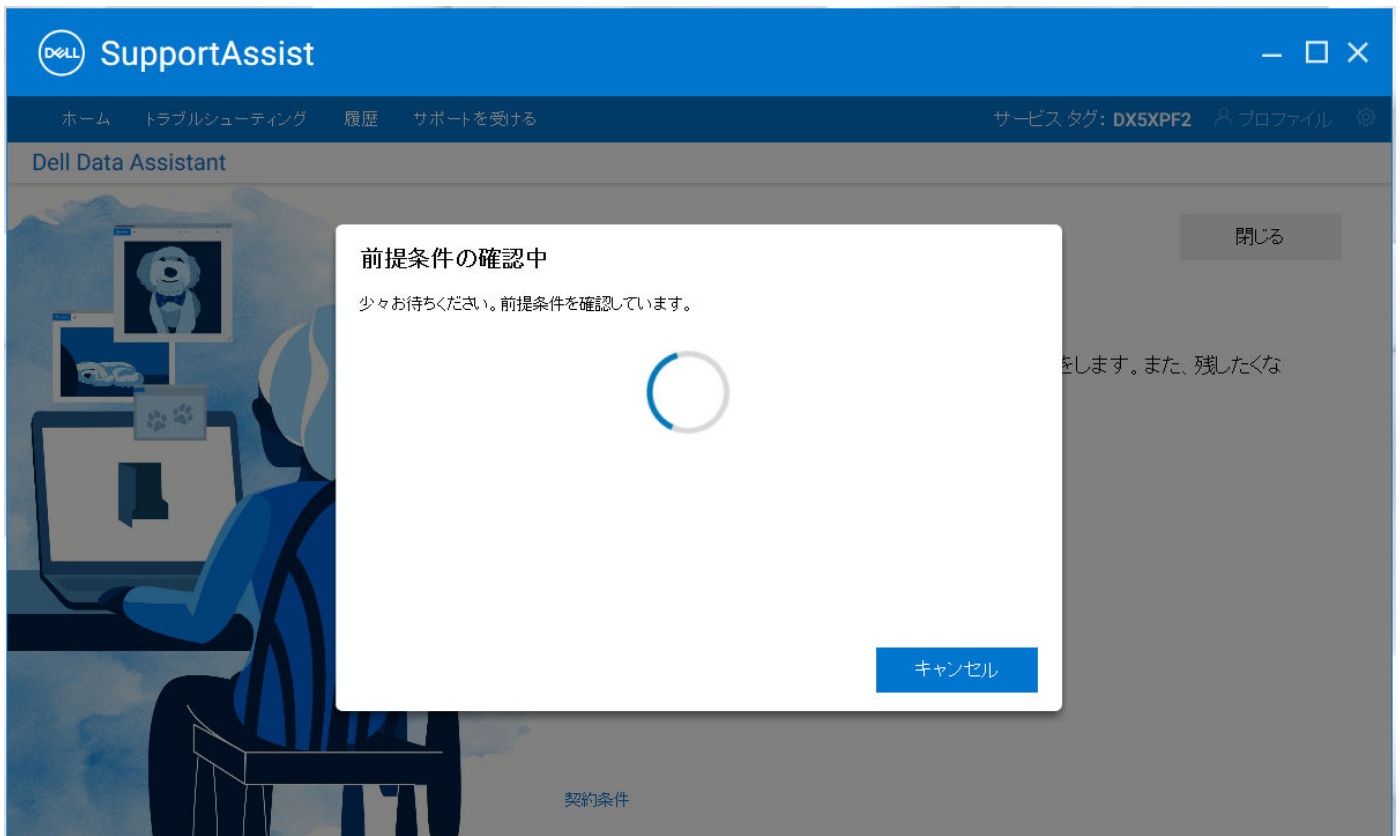 DELL SupportAssist
ホーム トラブルシューティング 履歴 サポートを受ける サービス タグ: DX5XPF2 プロファイル
Dell Data Assistant
閉じる
前提条件の確認中
少々お待ちください。前提条件を確認しています。
をします。また、残したくな
キャンセル
契約条件